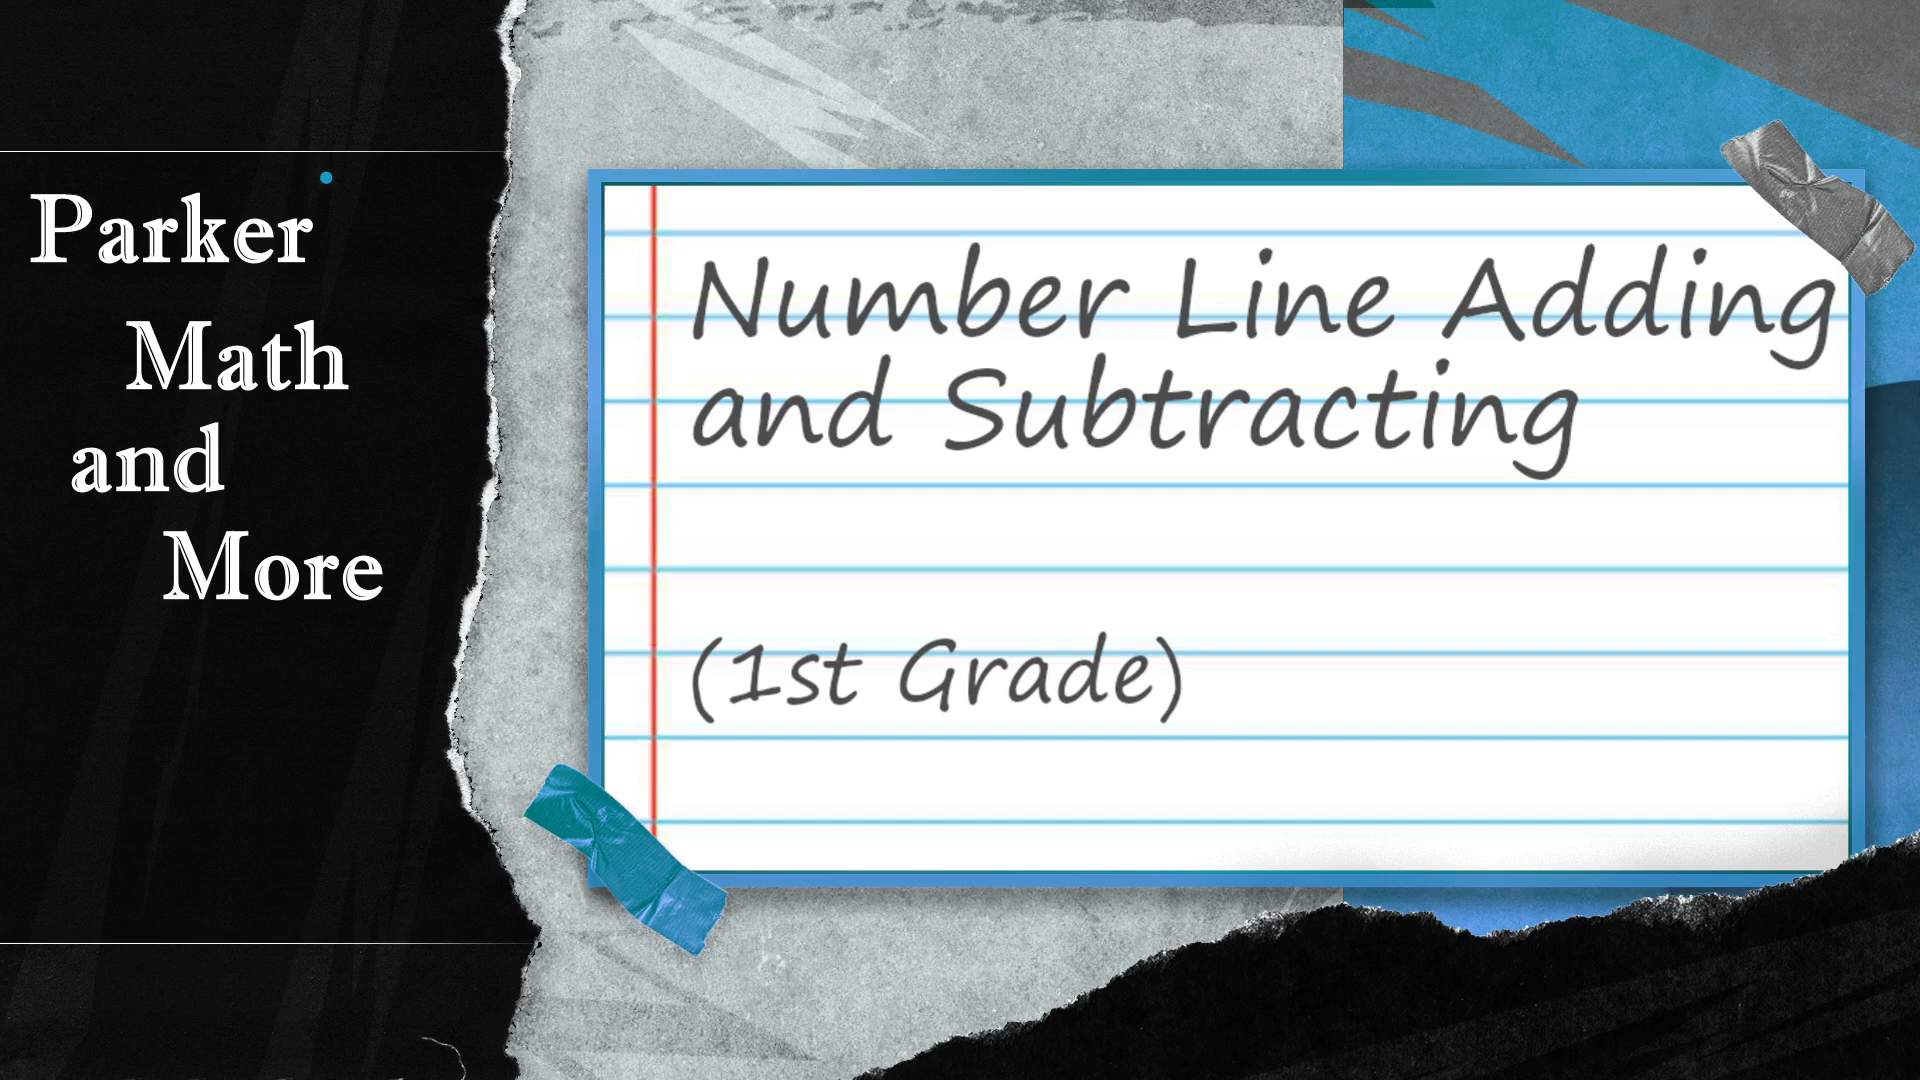 Parker
Math
and
More
Number Line Adding
and Subtracting
(1st Grade)